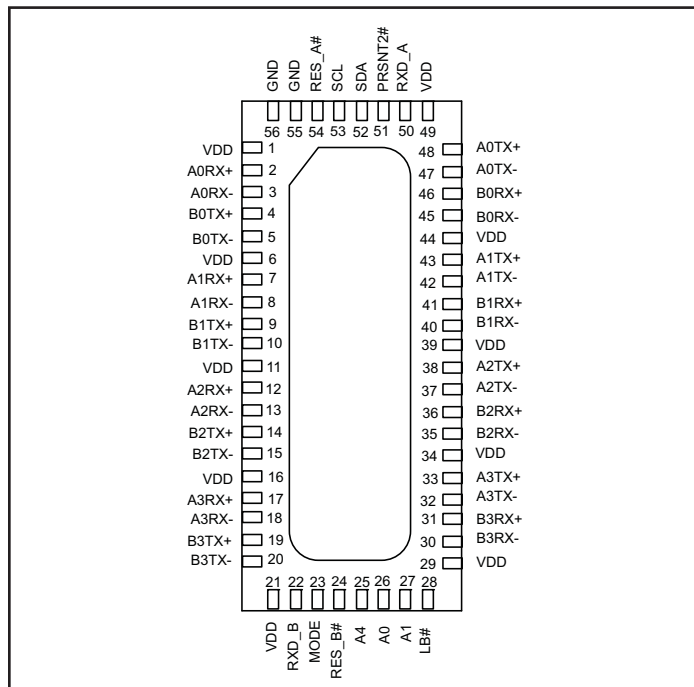 GND GND RES_A# SCL SDA PRSNT2# RXD_A VDD
56 55 54 53 52 51 50 49
VDD 1
A0RX+ 2
A0RX- 3
B0TX+ 4
B0TX- 5
VDD 6
A1RX+ 7
A1RX- 8
B1TX+ 9
B1TX- 10
VDD 11
A2RX+ 12
A2RX- 13
B2TX+ 14
B2TX- 15
VDD 16
A3RX+ 17
A3RX- 18
B3TX+ 19
B3TX- 20
48 A0TX+
47 A0TX-
46 B0RX+
45 B0RX-
44 VDD
43 A1TX+
42 A1TX-
41 B1RX+
40 B1RX-
39 VDD
38 A2TX+
37 A2TX-
36 B2RX+
35 B2RX-
34 VDD
33 A3TX+
32 A3TX-
31 B3RX+
30 B3RX-
29 VDD
21 22 23 24 25 26 27 28
VDD RXD_B MODE RES_B# A4 A0 A1 LB#